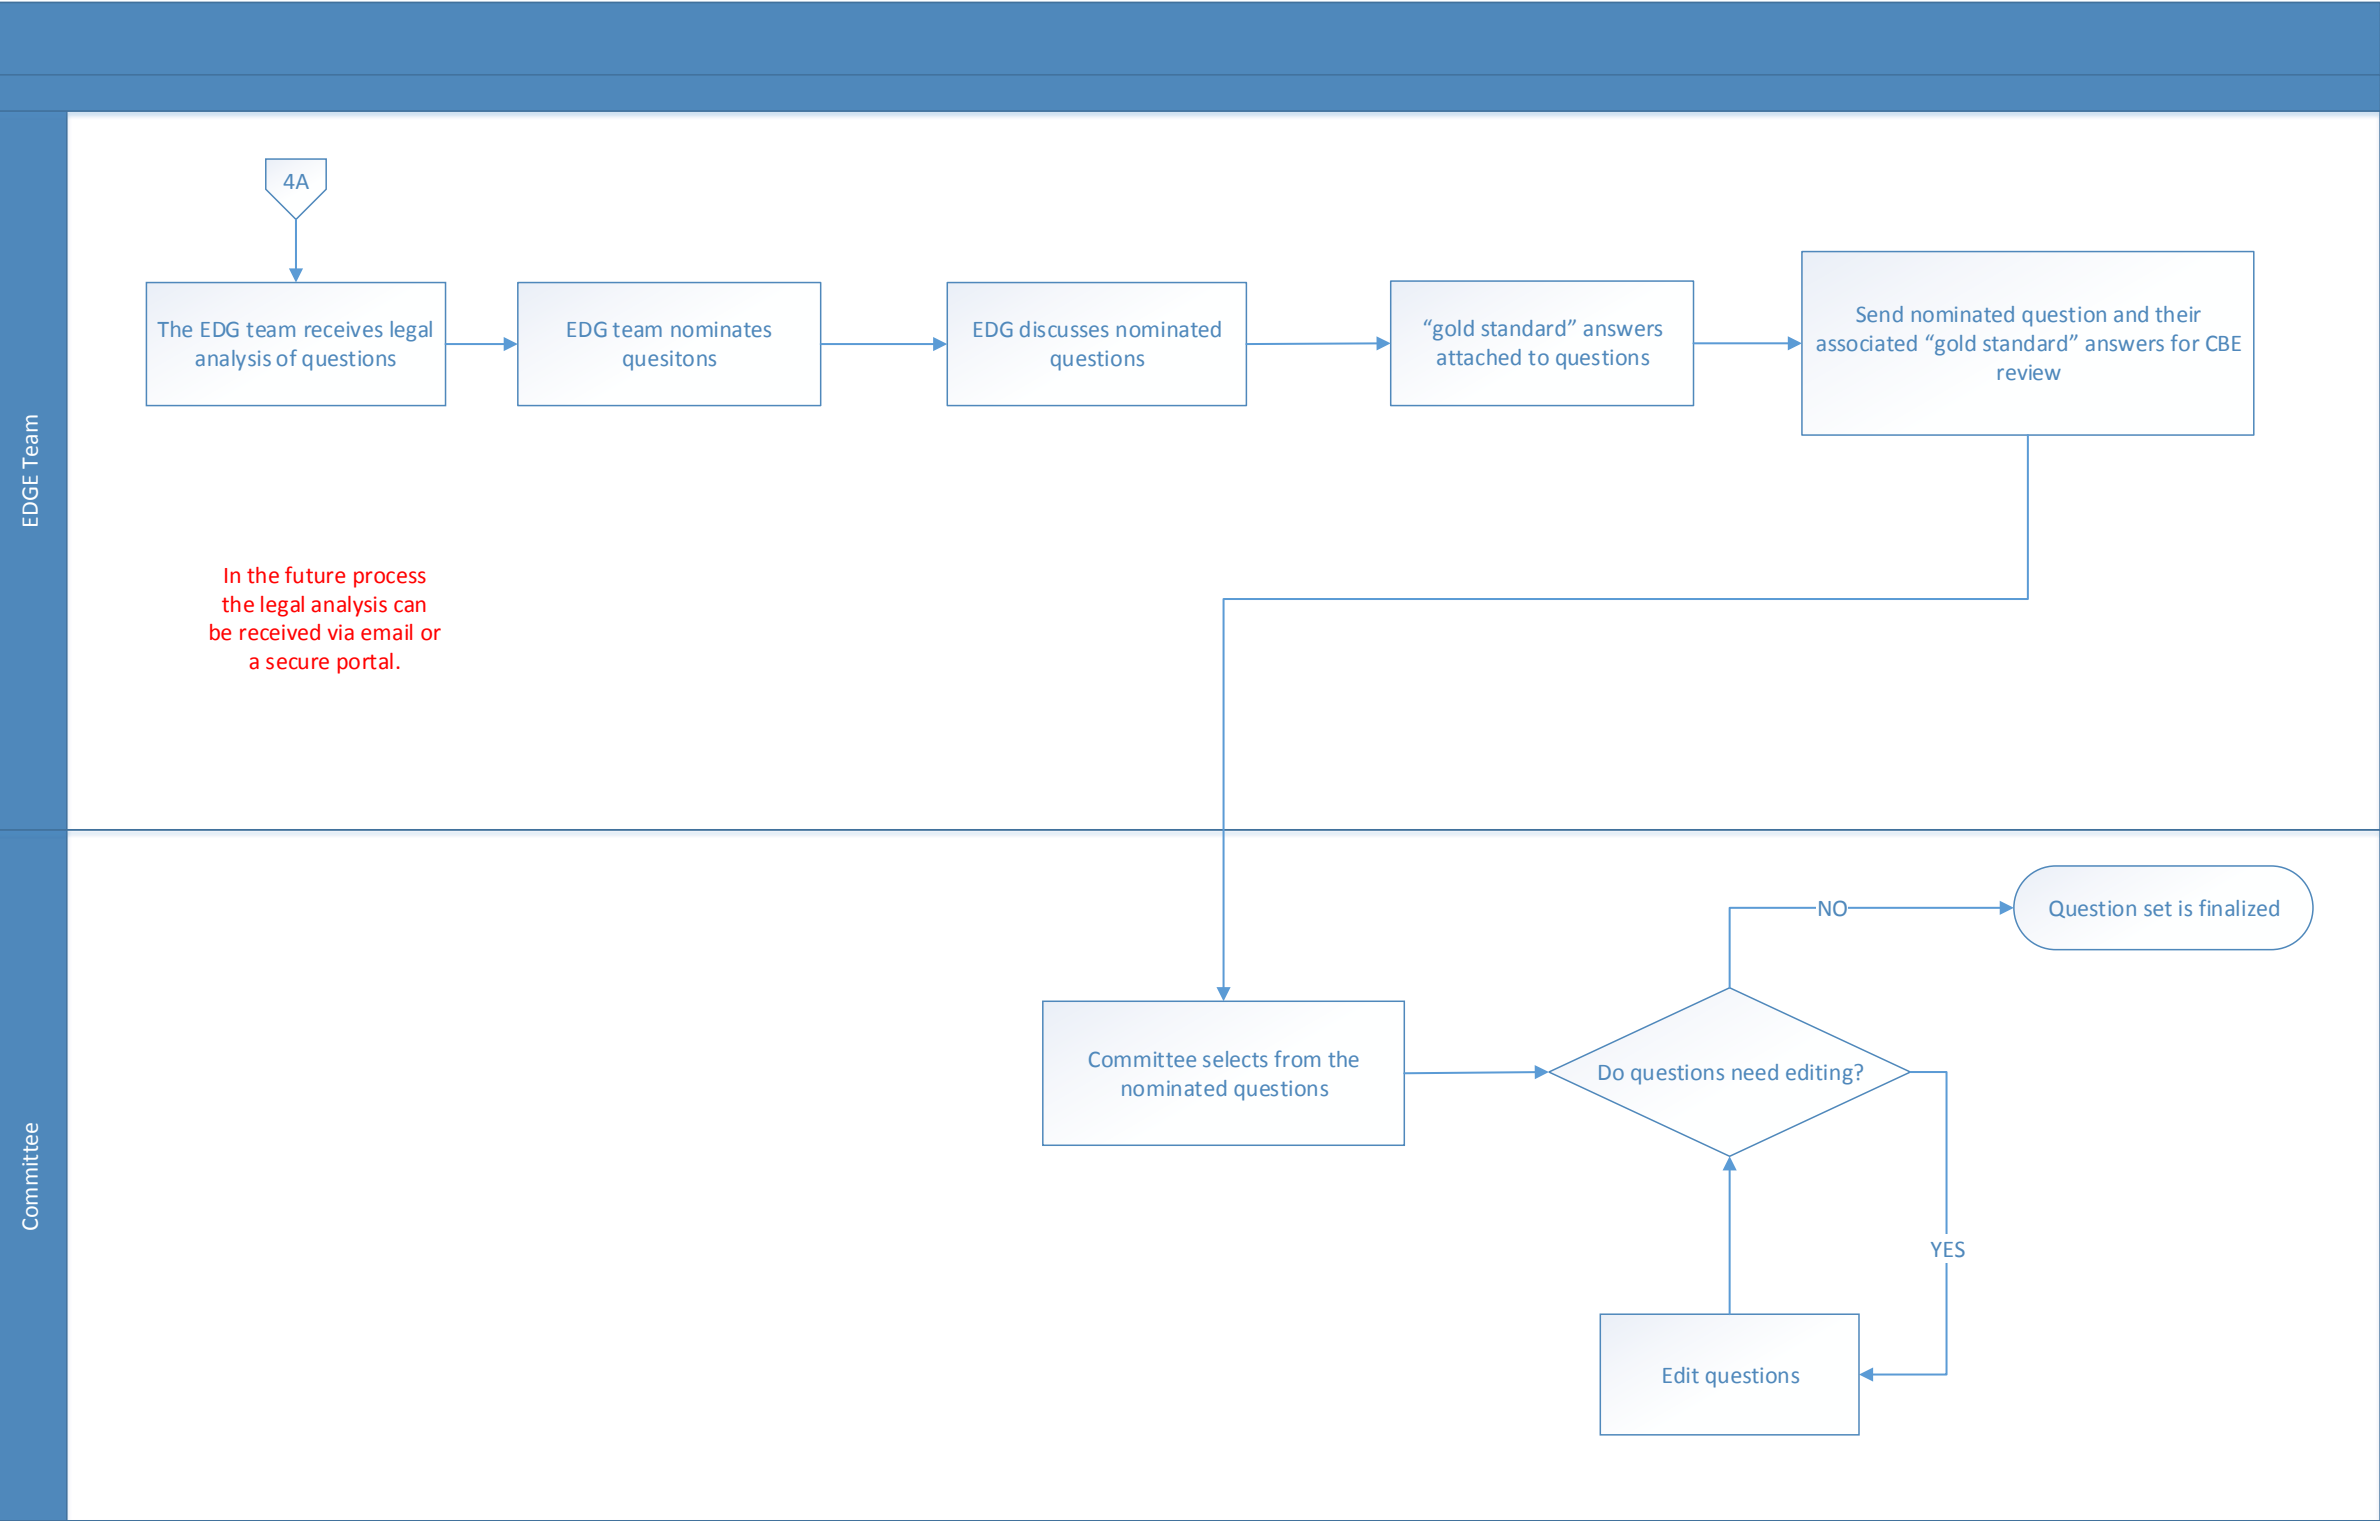 EDGE Team
4A
The EDG team receives legal
analysis of questions
EDG team nominates
quesitons
EDG discusses nominated
questions
“gold standard” answers
attached to questions
Send nominated question and their
associated “gold standard” answers for CBE
review
In the future process
the legal analysis can
be received via email or
a secure portal.
Committee
Committee selects from the
nominated questions
Do questions need editing?
NO
Question set is finalized
YES
Edit questions